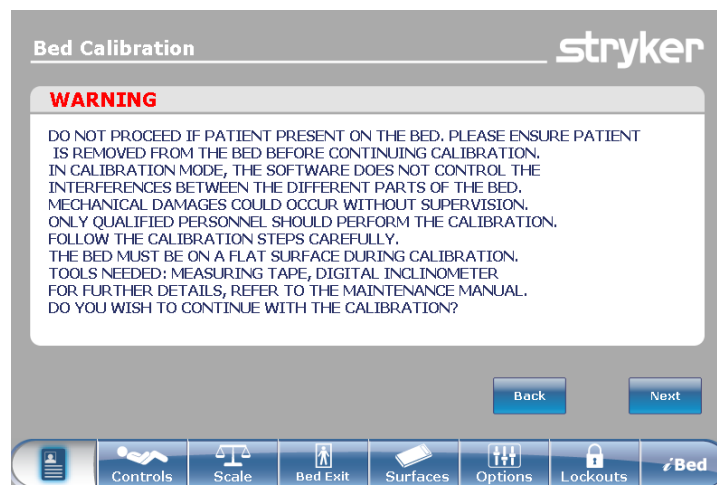 Bed Calibration
stryker
WARNING
DO NOT PROCEED IF PATIENT PRESENT ON THE BED. PLEASE ENSURE PATIENT
IS REMOVED FROM THE BED BEFORE CONTINUING CALIBRATION.
IN CALIBRATION MODE, THE SOFTWARE DOES NOT CONTROL THE
INTERFERENCES BETWEEN THE DIFFERENT PARTS OF THE BED.
MECHANICAL DAMAGES COULD OCCUR WITHOUT SUPERVISION.
ONLY QUALIFIED PERSONNEL SHOULD PERFORM THE CALIBRATION.
FOLLOW THE CALIBRATION STEPS CAREFULLY.
THE BED MUST BE ON A FLAT SURFACE DURING CALIBRATION.
TOOLS NEEDED: MEASURING TAPE, DIGITAL INCLINOMETER
FOR FURTHER DETAILS, REFER TO THE MAINTENANCE MANUAL.
DO YOU WISH TO CONTINUE WITH THE CALIBRATION?
Back
Next
Controls
Scale
Bed Exit
Surfaces
Options
Lockouts
iBed